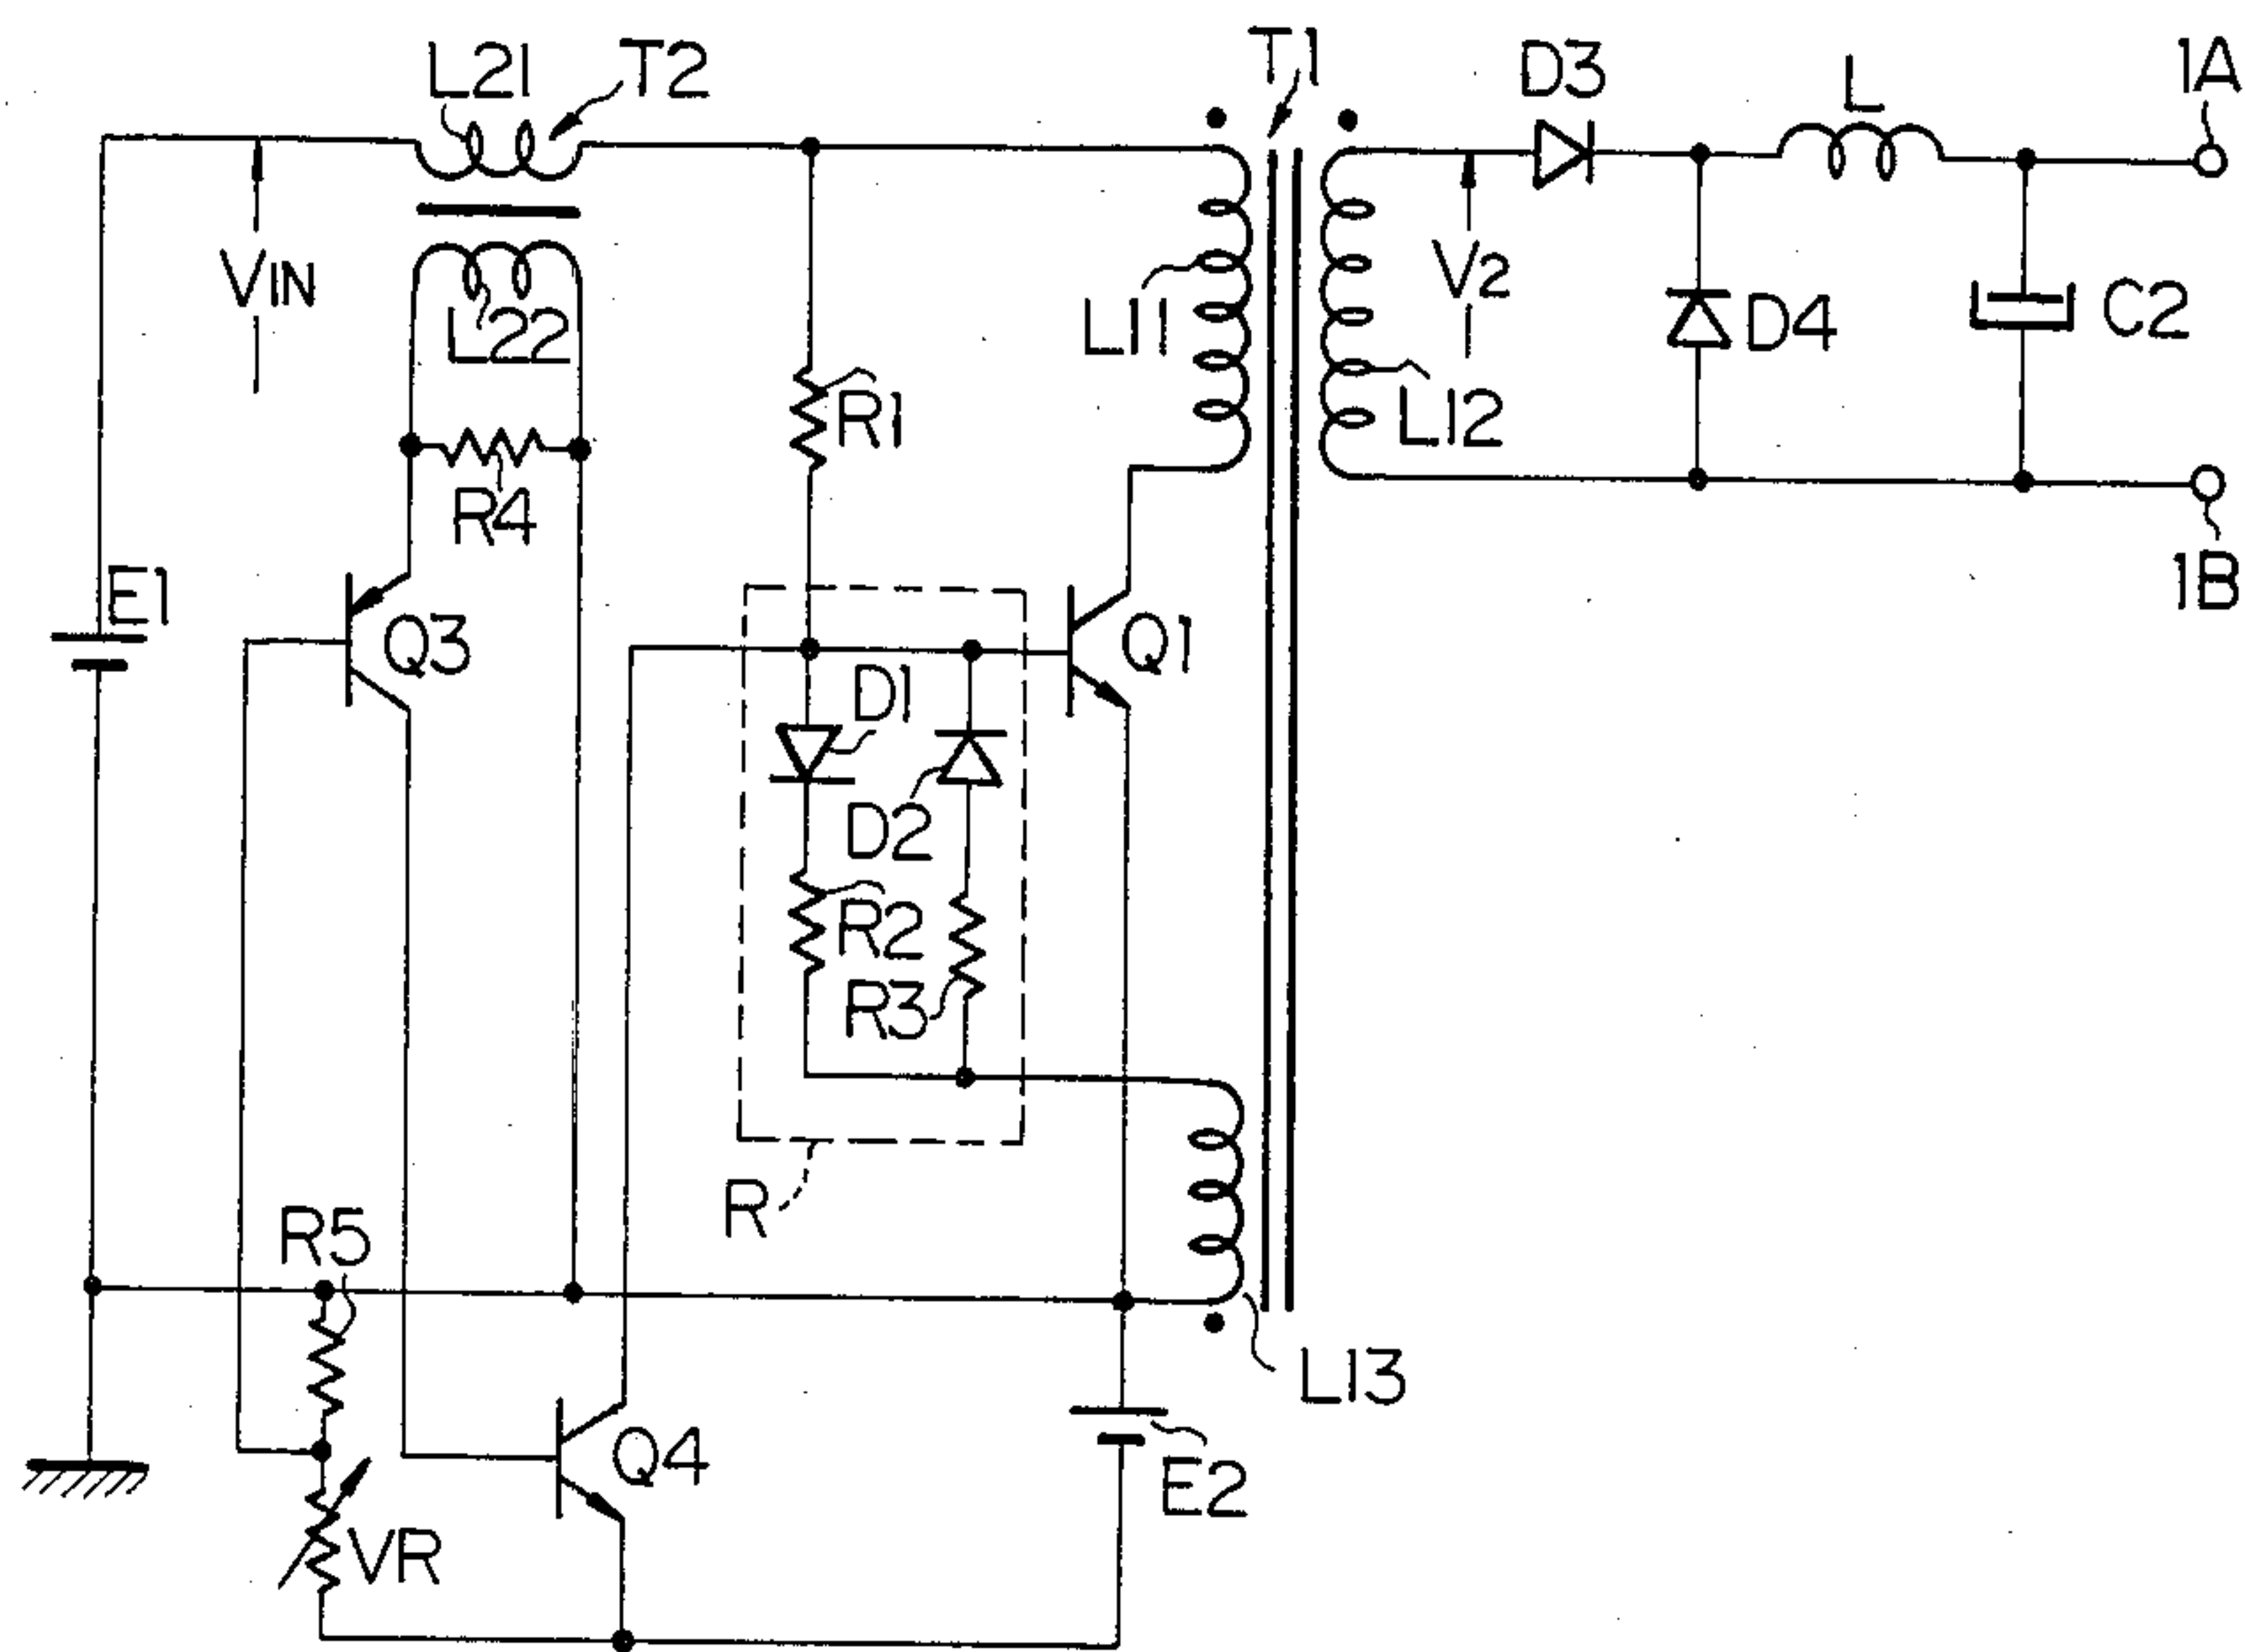 L21
T2
T1
D3
L
1A
VIN
L22
R1
L11
V2
L12
D4
C2
R4
1B
E1
Q3
D1
Q1
D2
R2
R3
R
R5
L13
Q4
E2
VR